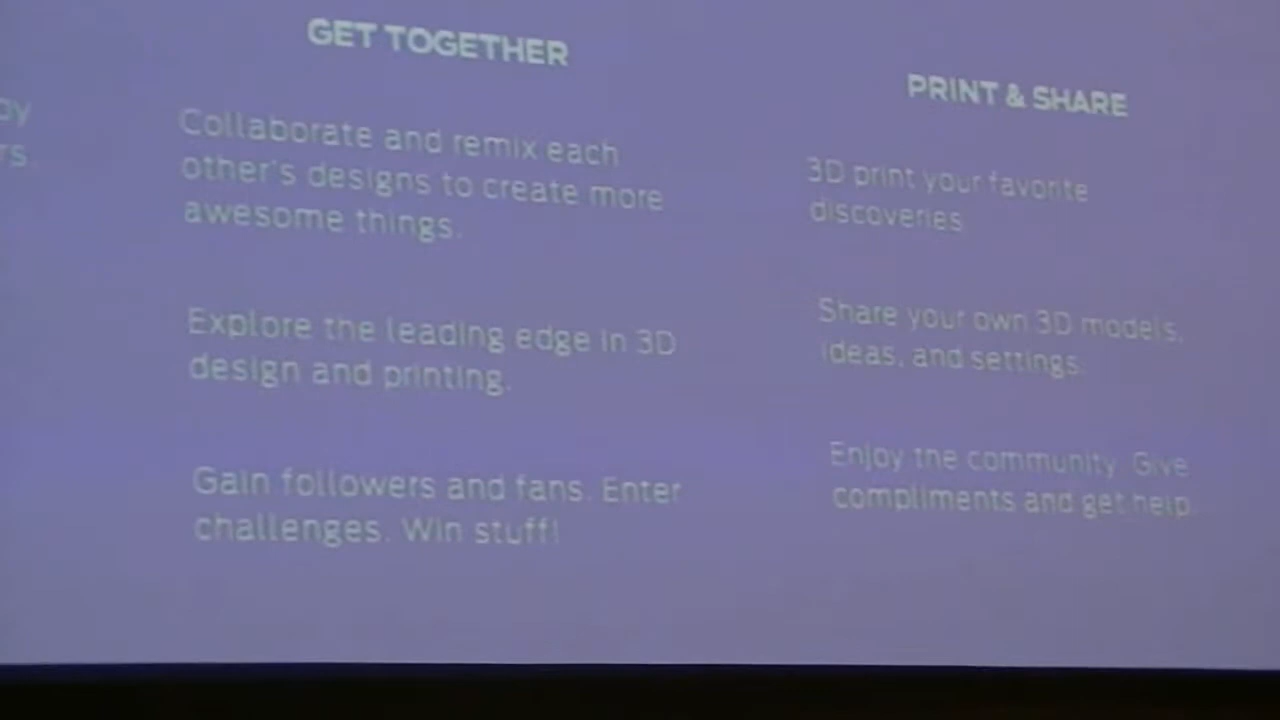 GET TOGETHER
Collaborate and remix each
other's designs to create more
awesome things.
Explore the leading edge in 3D
design and printing.
Gain followers and fans. Enter
challenges. Win stuff!
PRINT & SHARE
3D print your favorite
discoveries
Share your own 3D models,
ideas, and settings.
Enjoy the community. Give
compliments and get help.